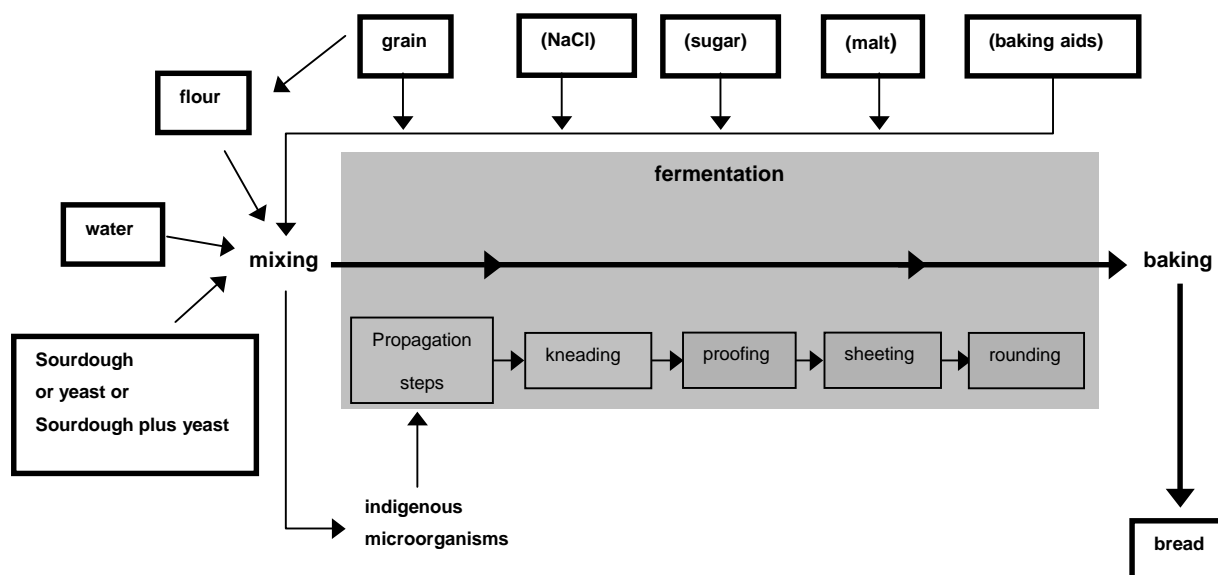 grain
(NaCl)
(sugar)
(malt)
(baking aids)
flour
fermentation
water
mixing
baking
Sourdough
or yeast or
Sourdough plus yeast
Propagation
steps
kneading
proofing
sheeting
rounding
indigenous
microorganisms
bread